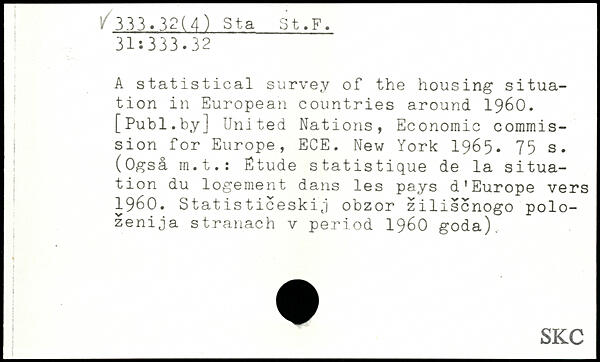 √ 333.32(4) Sta St.F.
31:333.32
A statistical survey of the housing situa-
tion in European countries around 1960.
[Publ.by] United Nations, Economic commis-
sion for Europe, ECE. New York 1965. 75 s.
(Også m.t.: Étude statistique de la situa-
tion du logement dans les pays d'Europe vers
1960. Statističeskij obzor žiliščnogo polo-
ženija stranach v period 1960 goda).
SKC